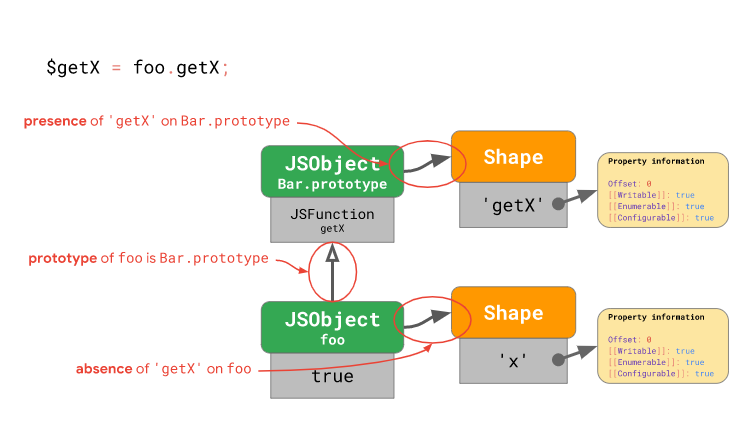 $getX = foo.getX;
presence of 'getX' on Bar.prototype
JSObject
Bar.prototype
JSFunction
getX
Shape
'getX'
Property information
Offset: 0
[[Writable]]: true
[[Enumerable]]: true
[[Configurable]]: true
prototype of foo is Bar.prototype
JSObject
foo
true
Shape
'x'
Property information
Offset: 0
[[Writable]]: true
[[Enumerable]]: true
[[Configurable]]: true
absence of 'getX' on foo